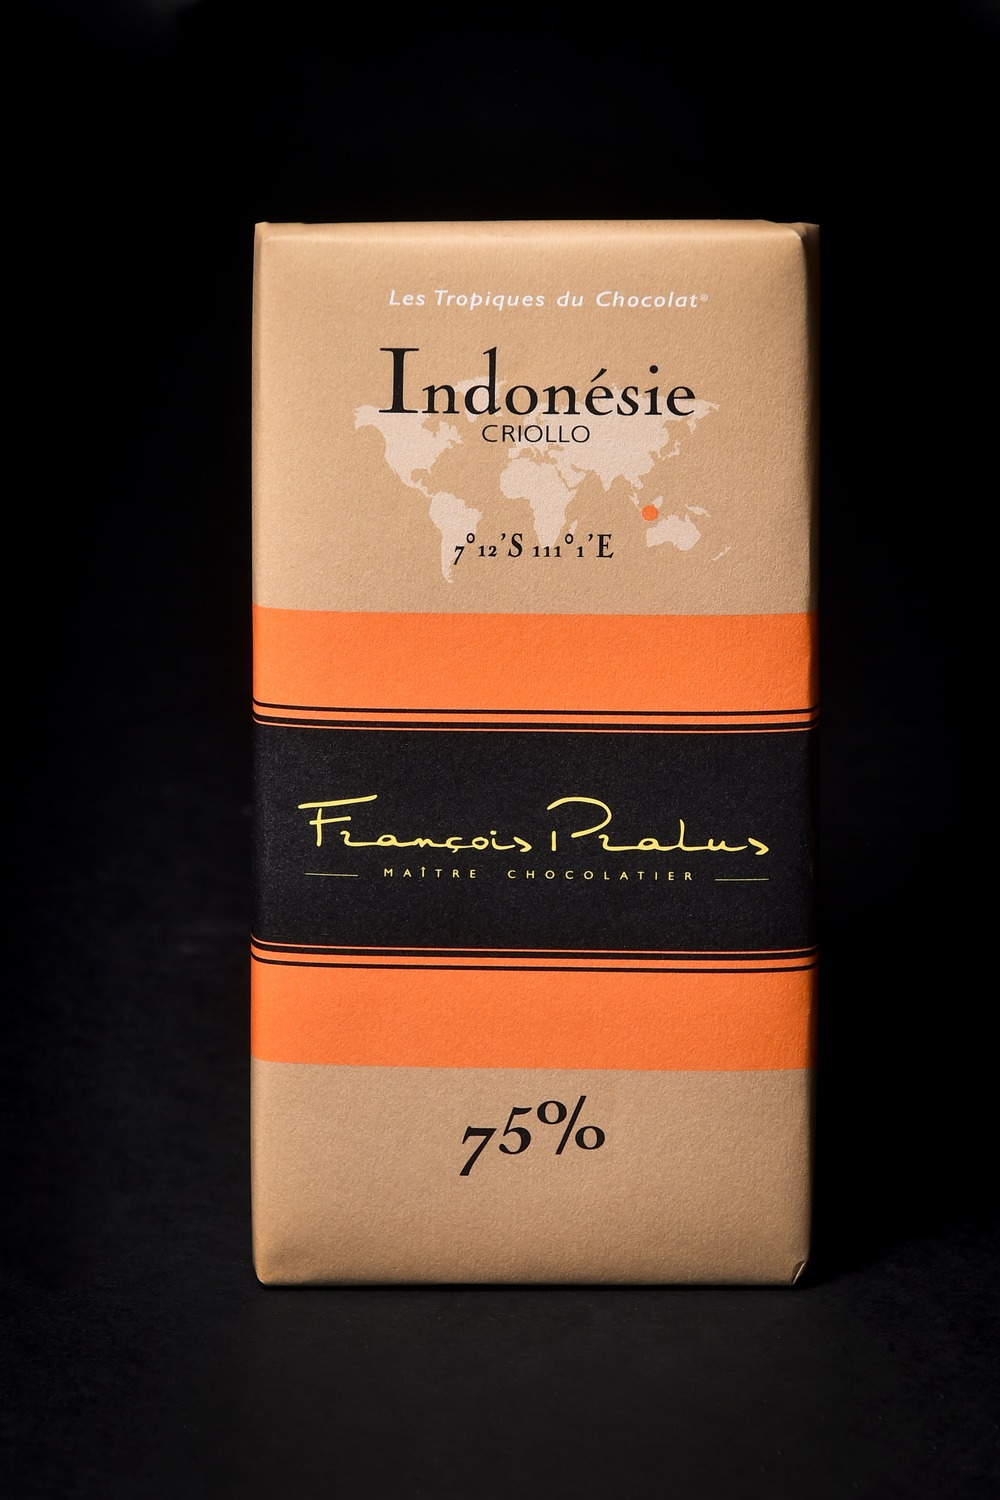 Les Tropiques du Chocolat®
Indonésie
CRIOLLO
7°12’S 111°1’E
François Pralus
MAÎTRE CHOCOLATIER
75%